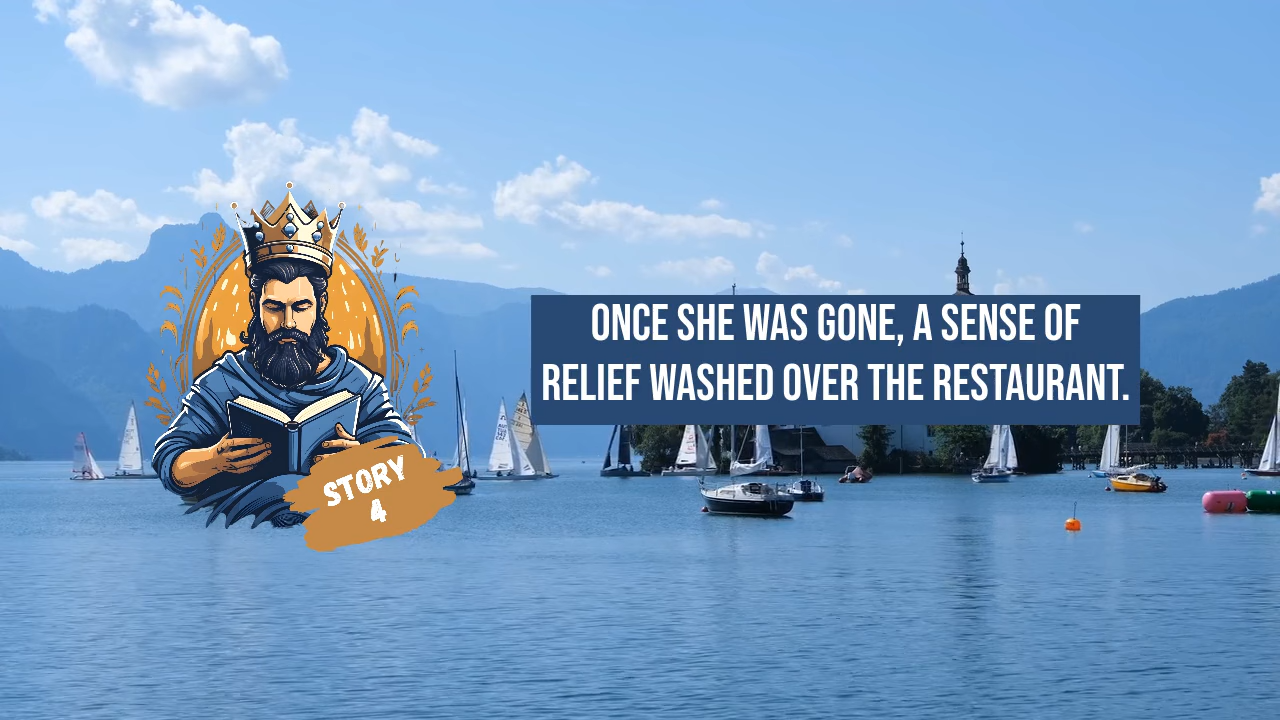 ONCE SHE WAS GONE, A SENSE OF
RELIEF WASHED OVER THE RESTAURANT.
STORY
4